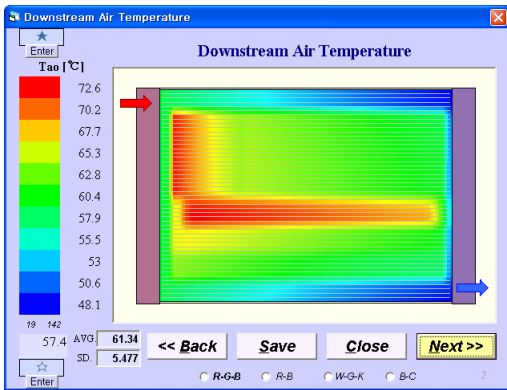 Downstream Air Temperature
Enter
Downstream Air Temperature
Tao [℃]
72.6
70.2
67.7
65.3
62.8
60.4
57.9
55.5
53
50.6
48.1
19 142
57.4 AVG. 61.34
SD. 5.477
<< Back Save Close Next >>
Enter
R-G-B R-B W-G-K B-C 2